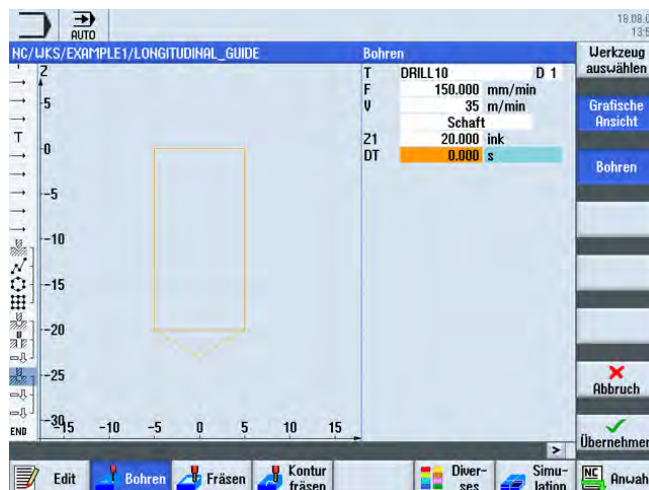 AUTO
18.08.
13:5
NC/WKS/EXAMPLE1/LONGITUDINAL_GUIDE
Bohren
Werkzeug
auswählen
Z
T DRILL10 D 1
F 150.000 mm/min
V 35 m/min
Schaft
Z1 20.000 ink
DT 0.000 s
Grafische
Ansicht
Bohren
5
0
-5
-10
-15
-20
-25
-30
-15 -10 -5 0 5 10 15
T
END
Abbruch
Übernehmen
>
Edit
Bohren
Fräsen
Kontur
fräsen
Diver-
ses
Simu-
lation
NC
Anwah